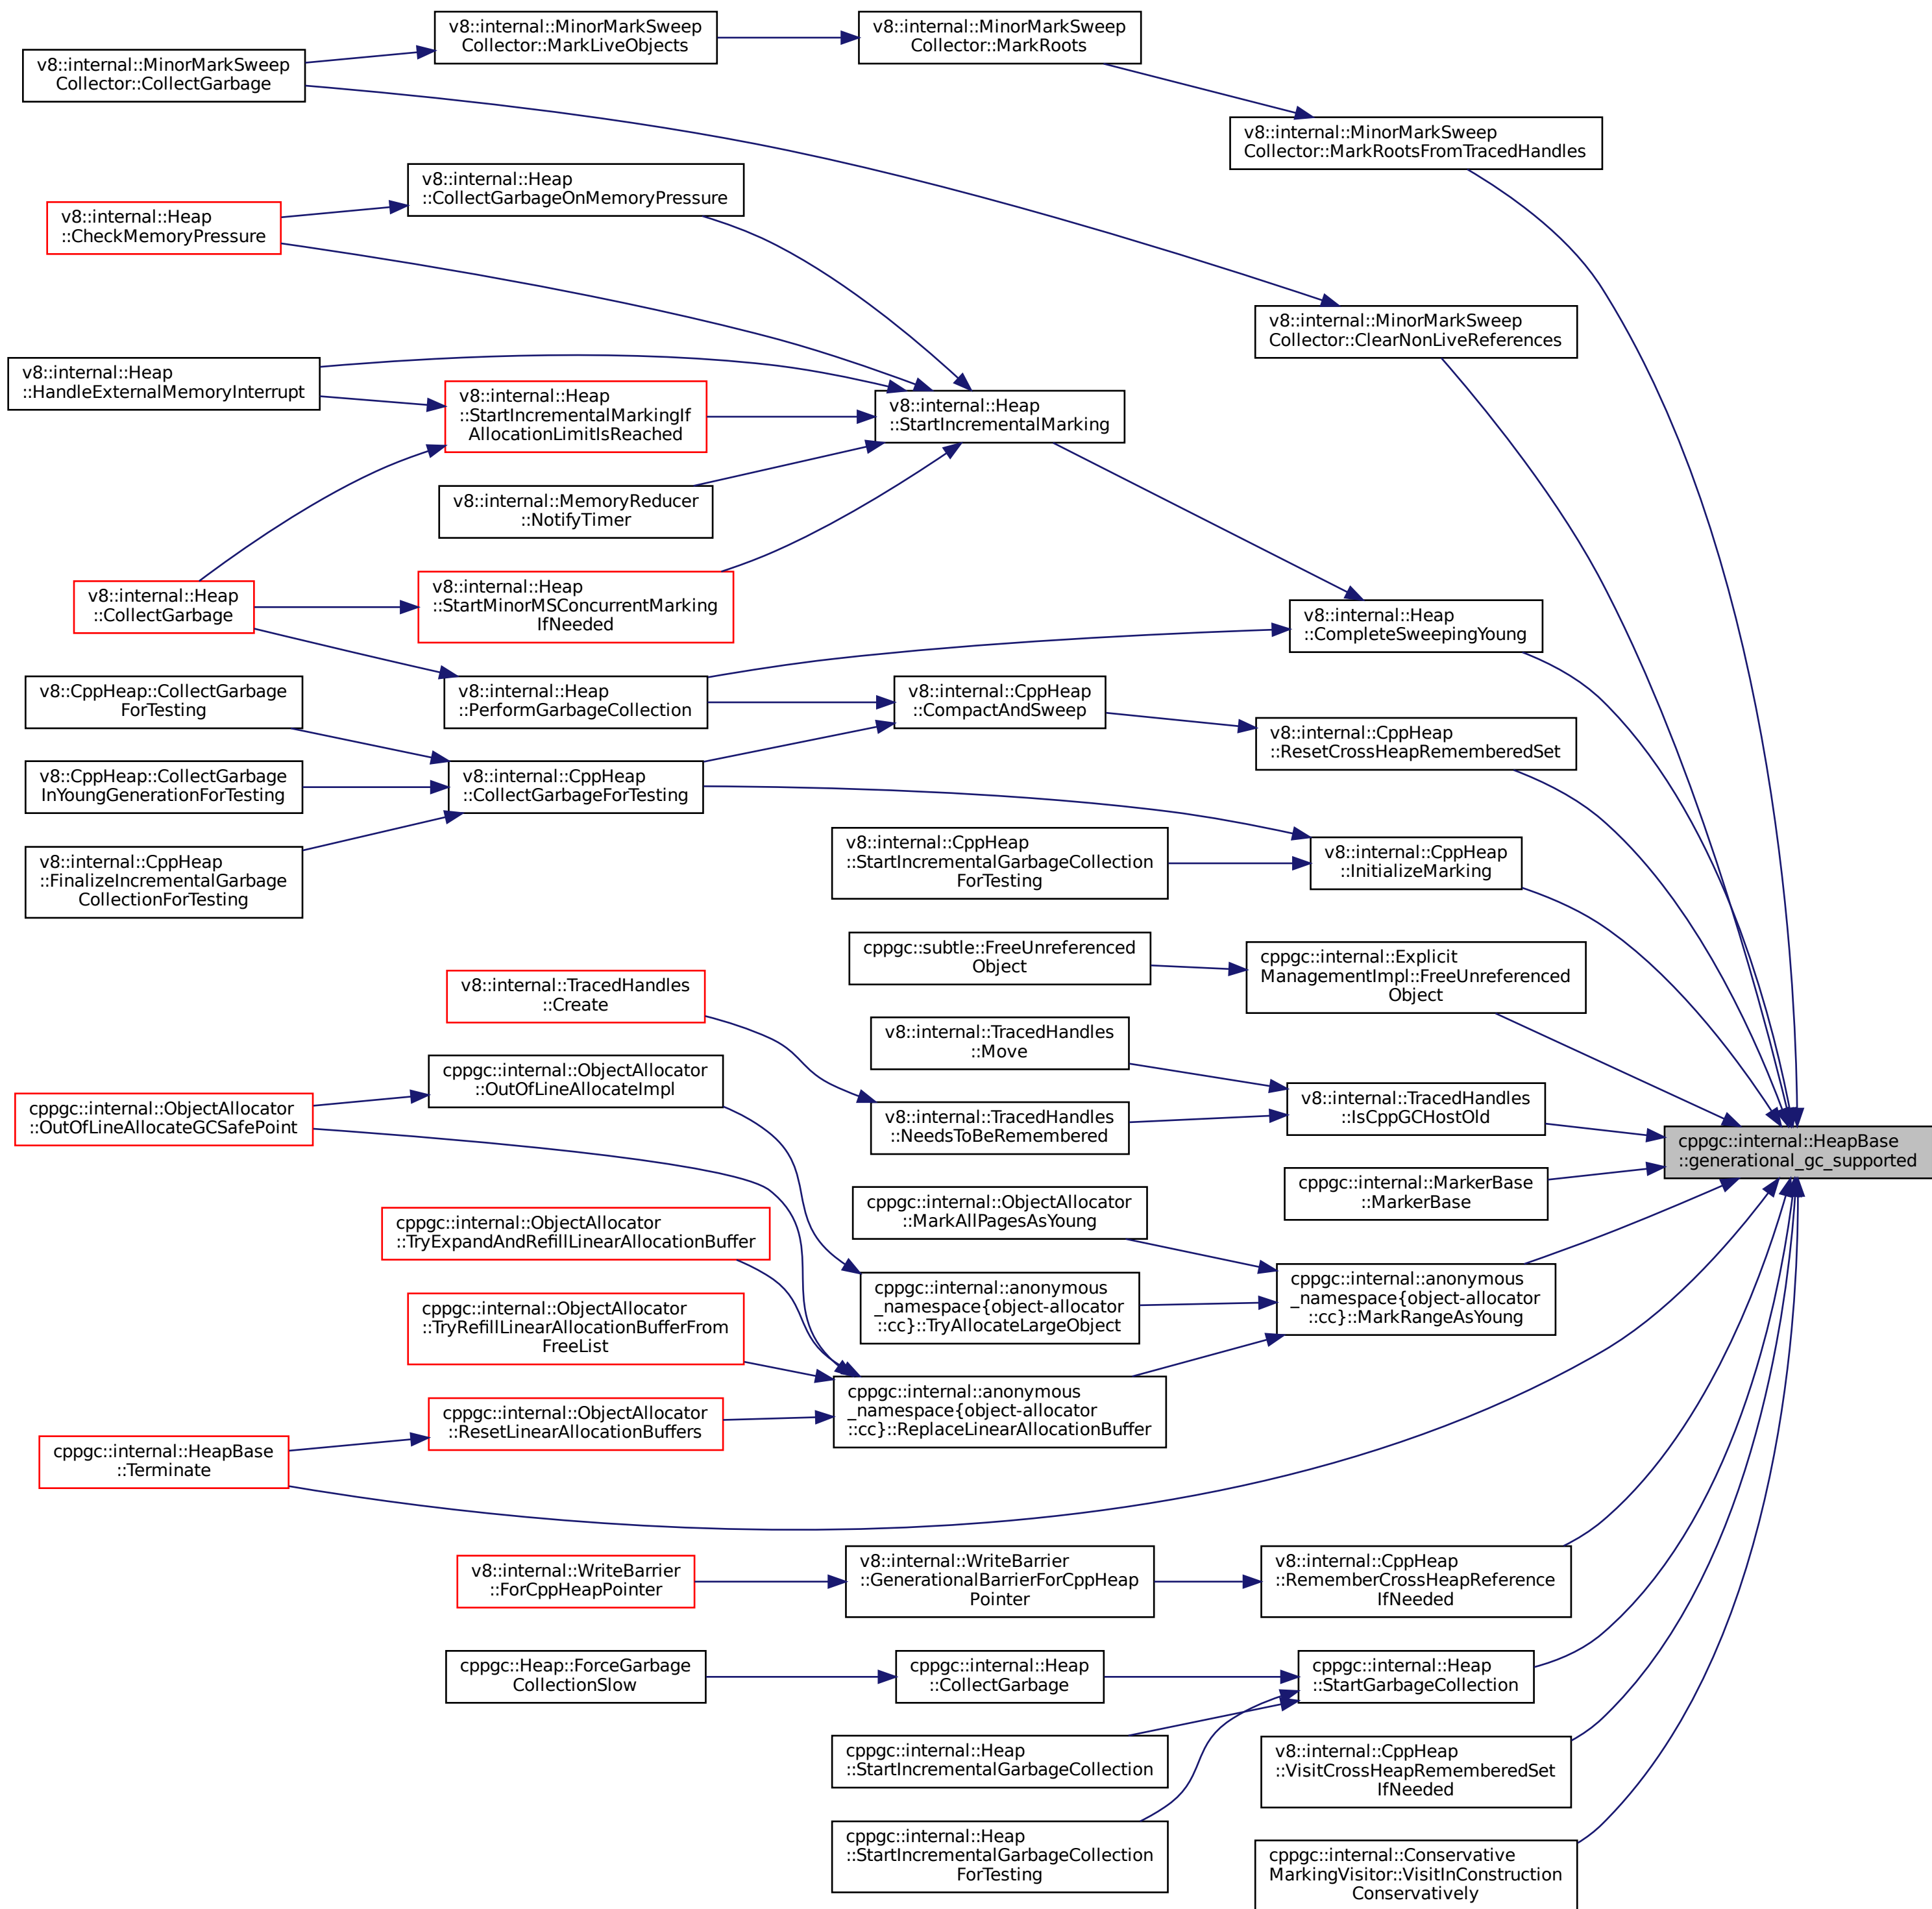 v8::internal::MinorMarkSweep
Collector::CollectGarbage
v8::internal::MinorMarkSweep
Collector::MarkLiveObjects
v8::internal::MinorMarkSweep
Collector::MarkRoots
v8::internal::MinorMarkSweep
Collector::MarkRootsFromTracedHandles
v8::internal::Heap
::CollectGarbageOnMemoryPressure
v8::internal::Heap
::CheckMemoryPressure
v8::internal::MinorMarkSweep
Collector::ClearNonLiveReferences
v8::internal::Heap
::HandleExternalMemoryInterrupt
v8::internal::Heap
::StartIncrementalMarkingIf
AllocationLimitIsReached
v8::internal::Heap
::StartIncrementalMarking
v8::internal::MemoryReducer
::NotifyTimer
v8::internal::Heap
::CollectGarbage
v8::internal::Heap
::StartMinorMSConcurrentMarking
IfNeeded
v8::internal::Heap
::CompleteSweepingYoung
v8::CppHeap::CollectGarbage
ForTesting
v8::internal::Heap
::PerformGarbageCollection
v8::internal::CppHeap
::CompactAndSweep
v8::internal::CppHeap
::ResetCrossHeapRememberedSet
v8::CppHeap::CollectGarbage
InYoungGenerationForTesting
v8::internal::CppHeap
::CollectGarbageForTesting
v8::internal::CppHeap
::FinalizeIncrementalGarbage
CollectionForTesting
v8::internal::CppHeap
::StartIncrementalGarbageCollection
ForTesting
v8::internal::CppHeap
::InitializeMarking
cppgc::subtle::FreeUnreferenced
Object
cppgc::internal::Explicit
ManagementImpl::FreeUnreferenced
Object
v8::internal::TracedHandles
::Create
v8::internal::TracedHandles
::Move
cppgc::internal::ObjectAllocator
::OutOfLineAllocateImpl
cppgc::internal::ObjectAllocator
::OutOfLineAllocateGCSafePoint
v8::internal::TracedHandles
::NeedsToBeRemembered
v8::internal::TracedHandles
::IsCppGCHostOld
cppgc::internal::HeapBase
::generational_gc_supported
cppgc::internal::MarkerBase
::MarkerBase
cppgc::internal::ObjectAllocator
::MarkAllPagesAsYoung
cppgc::internal::ObjectAllocator
::TryExpandAndRefillLinearAllocationBuffer
cppgc::internal::anonymous
_namespace{object-allocator
::cc}::TryAllocateLargeObject
cppgc::internal::anonymous
_namespace{object-allocator
::cc}::MarkRangeAsYoung
cppgc::internal::ObjectAllocator
::TryRefillLinearAllocationBufferFrom
FreeList
cppgc::internal::anonymous
_namespace{object-allocator
::cc}::ReplaceLinearAllocationBuffer
cppgc::internal::ObjectAllocator
::ResetLinearAllocationBuffers
cppgc::internal::HeapBase
::Terminate
v8::internal::WriteBarrier
::ForCppHeapPointer
v8::internal::WriteBarrier
::GenerationalBarrierForCppHeap
Pointer
v8::internal::CppHeap
::RememberCrossHeapReference
IfNeeded
cppgc::Heap::ForceGarbage
CollectionSlow
cppgc::internal::Heap
::CollectGarbage
cppgc::internal::Heap
::StartGarbageCollection
cppgc::internal::Heap
::StartIncrementalGarbageCollection
v8::internal::CppHeap
::VisitCrossHeapRememberedSet
IfNeeded
cppgc::internal::Heap
::StartIncrementalGarbageCollection
ForTesting
cppgc::internal::Conservative
MarkingVisitor::VisitInConstruction
Conservatively